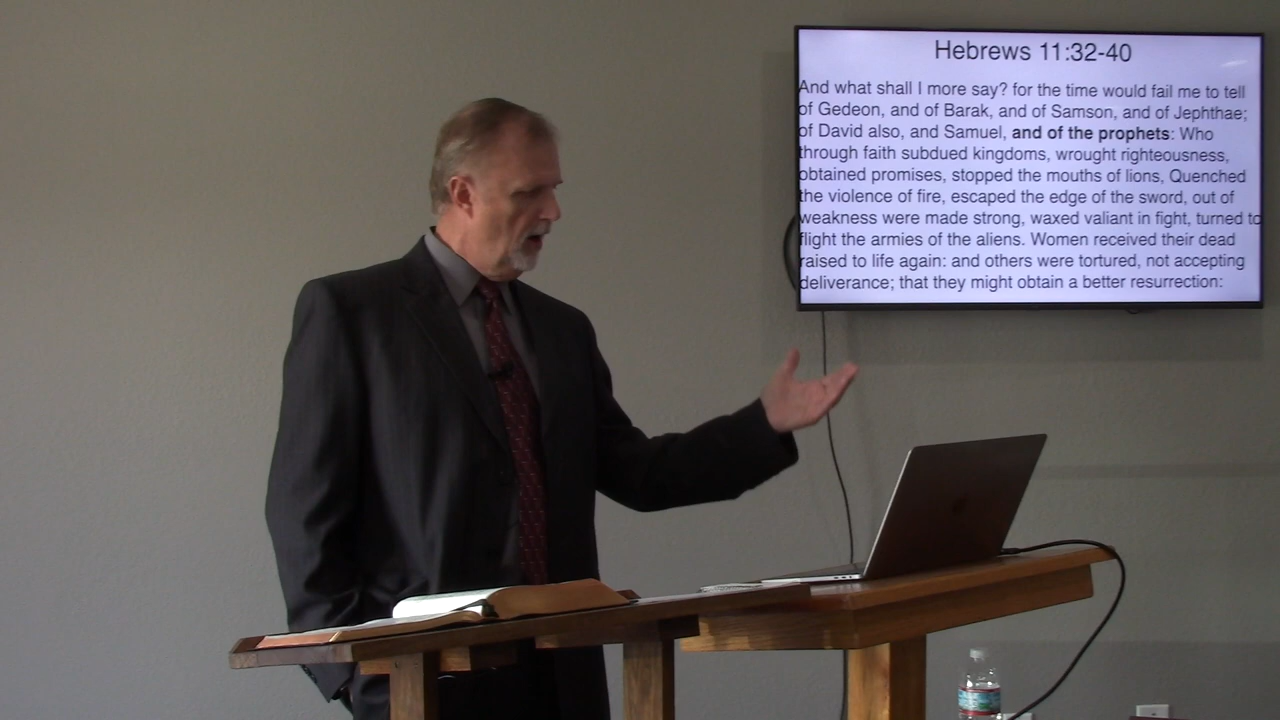 Hebrews 11:32-40
And what shall I more say? for the time would fail me to tell
of Gedeon, and of Barak, and of Samson, and of Jephthae;
of David also, and Samuel, and of the prophets: Who
through faith subdued kingdoms, wrought righteousness,
obtained promises, stopped the mouths of lions, Quenched
the violence of fire, escaped the edge of the sword, out of
weakness were made strong, waxed valiant in fight, turned to
flight the armies of the aliens. Women received their dead
raised to life again: and others were tortured, not accepting
deliverance; that they might obtain a better resurrection: